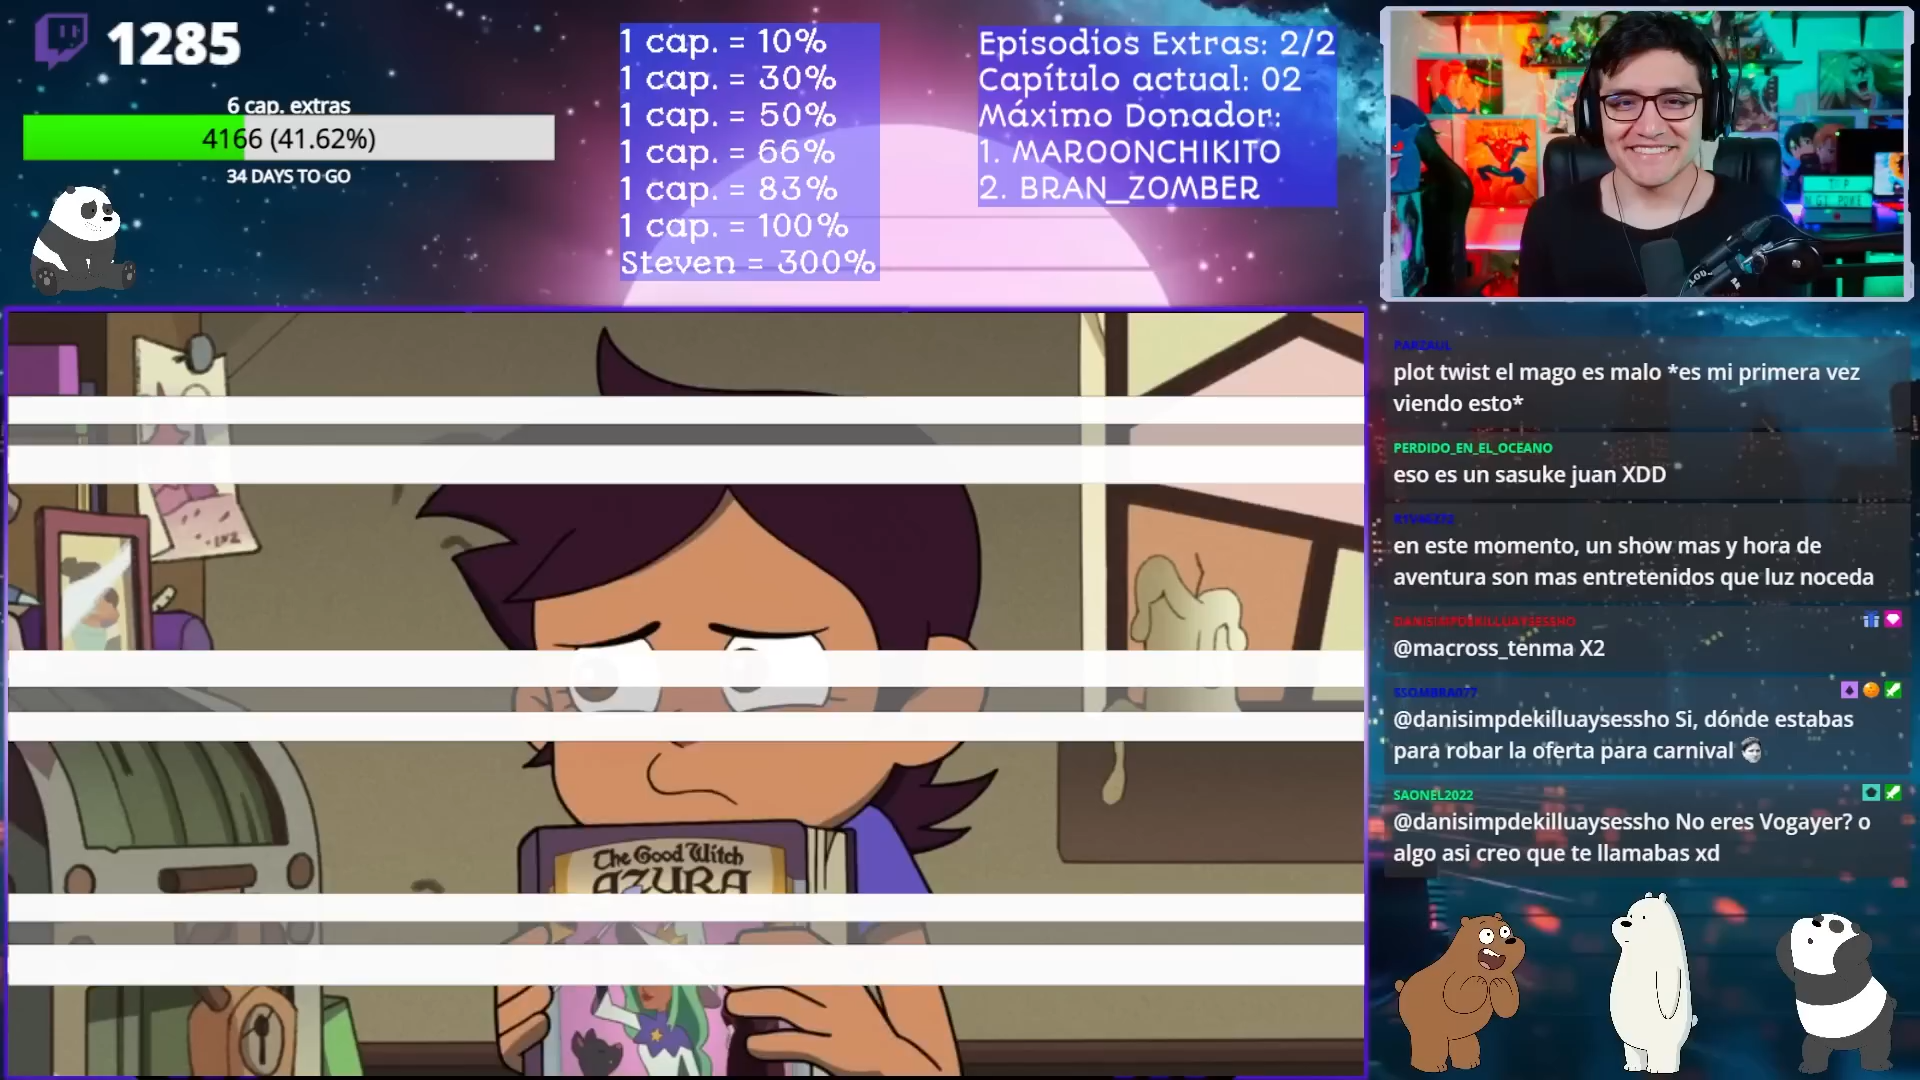 1285
6 cap. extras
4166 (41.62%)
34 DAYS TO GO
1 cap. = 10%
1 cap. = 30%
1 cap. = 50%
1 cap. = 66%
1 cap. = 83%
1 cap. = 100%
Steven = 300%
Episodios Extras: 2/2
Capítulo actual: 02
Máximo Donador:
1. MAROONCHIKITO
2. BRAN_ZOMBER
PARZAUL
plot twist el mago es malo *es mi primera vez
viendo esto*
PERDIDO_EN_EL_OCEANO
eso es un sasuke juan XDD
en este momento, un show mas y hora de
aventura son mas entretenidos que luz noceda
DANISIMPDEKILLUAYSESSHO
@macross_tenma X2
SSOMBRA077
@danisimpdekilluaysessho Si, dónde estabas
para robar la oferta para carnival
SAONEL2022
@danisimpdekilluaysessho No eres Vogayer? o
algo asi creo que te llamabas xd
The Good Witch
AZURA